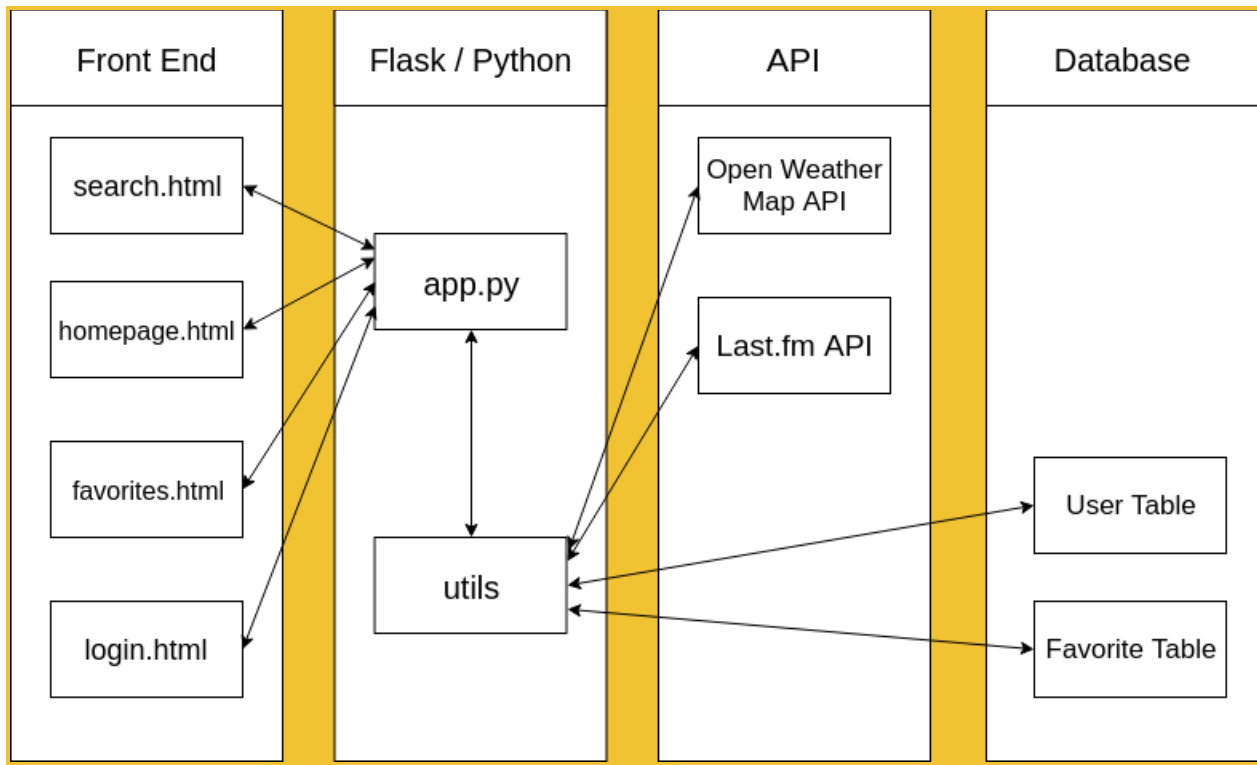 Front End
Flask / Python
API
Database
search.html
homepage.html
favorites.html
login.html
app.py
utils
Open Weather
Map API
Last.fm API
User Table
Favorite Table